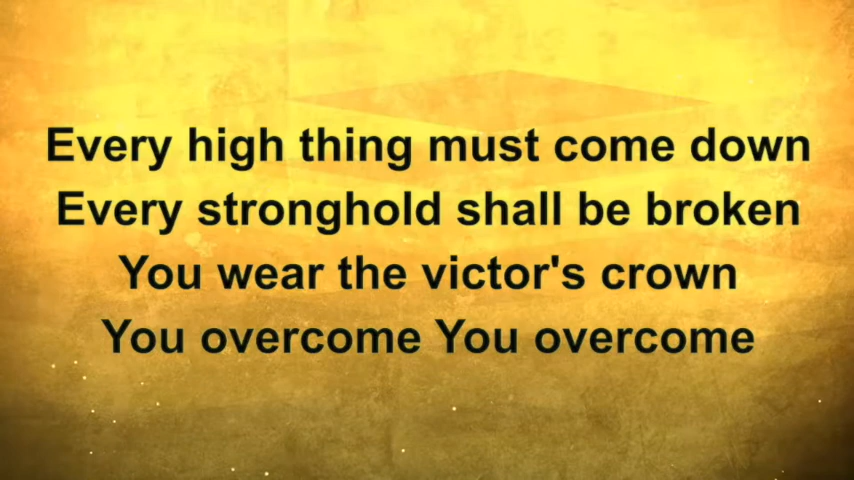 Every high thing must come down
Every stronghold shall be broken
You wear the victor's crown
You overcome You overcome